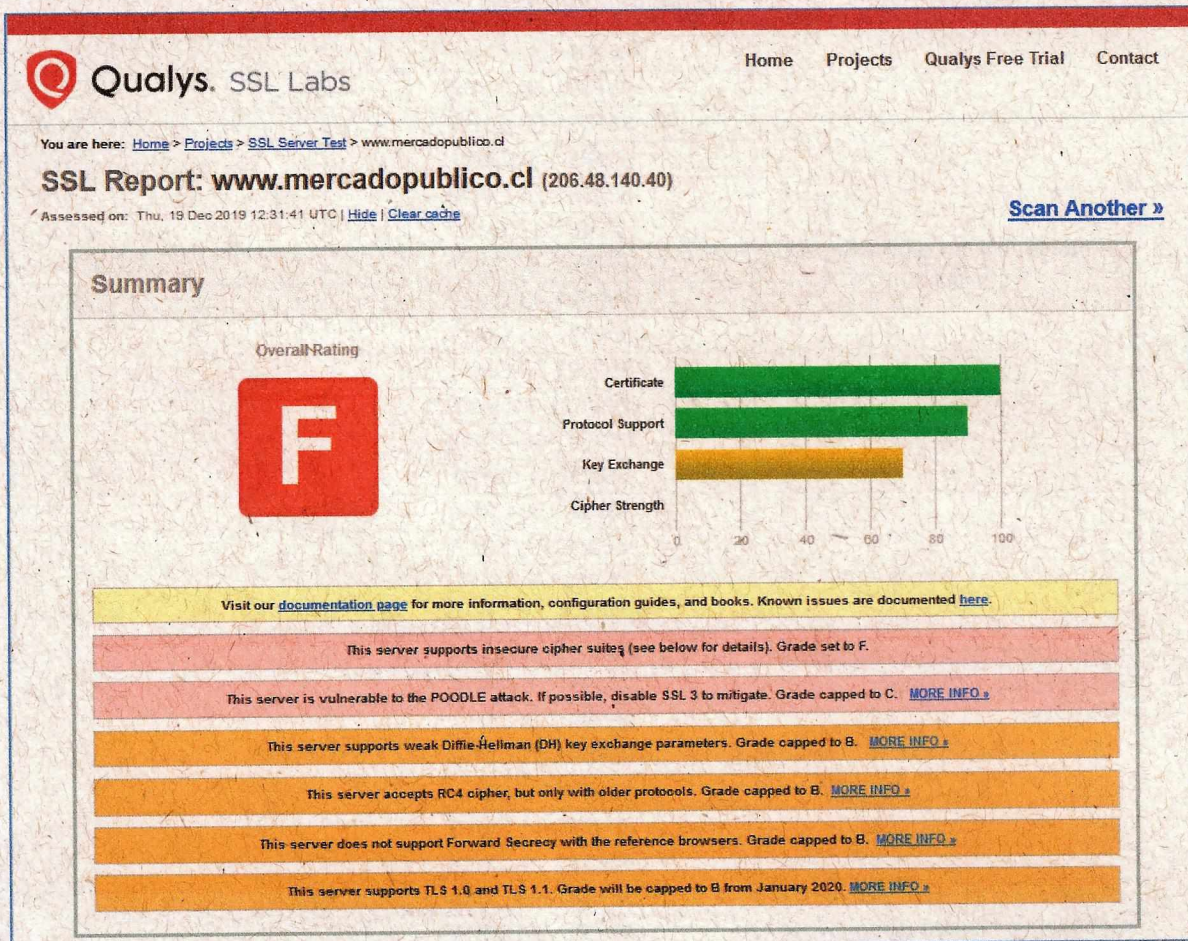 Qualys. SSL Labs
Home Projects Qualys Free Trial Contact
You are here: Home > Projects > SSL Server Test > www.mercadopublico.cl
SSL Report: www.mercadopublico.cl (206.48.140.40)
Assessed on: Thu, 19 Dec 2019 12:31:41 UTC | Hide | Clear cache
Scan Another »
Summary
Overall Rating
F
Certificate
Protocol Support
Key Exchange
Cipher Strength
0 20 40 60 80 100
Visit our documentation page for more information, configuration guides, and books. Known issues are documented here.
This server supports insecure cipher suites (see below for details). Grade set to F.
This server is vulnerable to the POODLE attack. If possible, disable SSL 3 to mitigate. Grade capped to C. MORE INFO »
This server supports weak Diffie-Hellman (DH) key exchange parameters. Grade capped to B. MORE INFO »
This server accepts RC4 cipher, but only with older protocols. Grade capped to B. MORE INFO »
This server does not support Forward Secrecy with the reference browsers. Grade capped to B. MORE INFO »
This server supports TLS 1.0 and TLS 1.1. Grade will be capped to B from January 2020. MORE INFO »